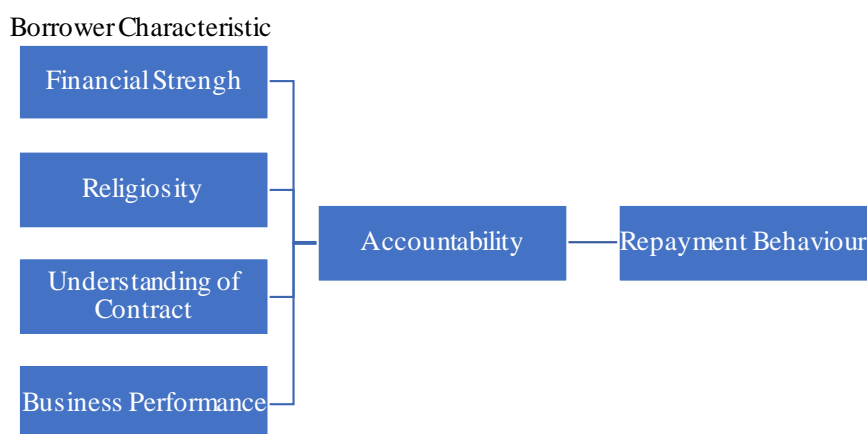 Borrower Characteristic
Financial Strengh
Religiosity
Understanding of
Contract
Business Performance
Accountability
Repayment Behaviour